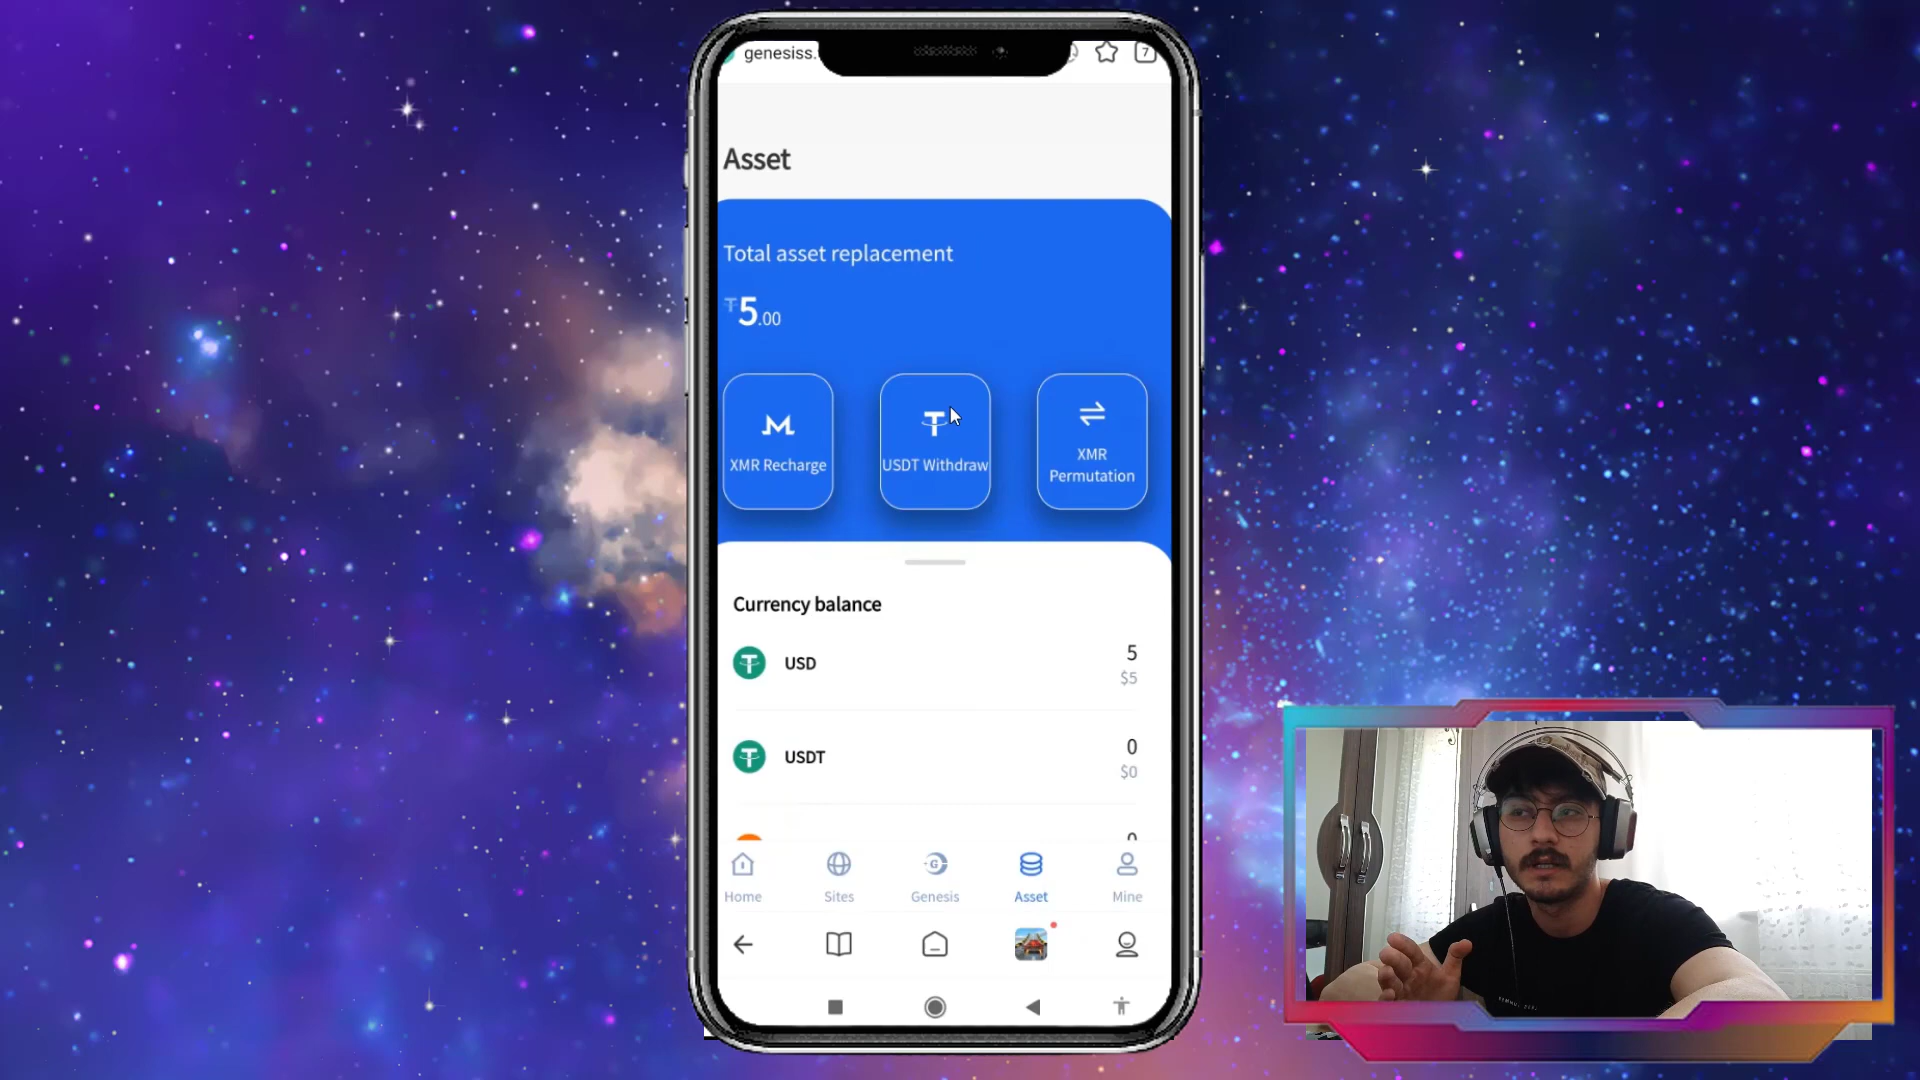 genesiss.
7
Asset
Total asset replacement
₮5.00
XMR Recharge
USDT Withdraw
XMR
Permutation
Currency balance
USD
5
$5
USDT
0
$0
Home
Sites
G
Genesis
Asset
Mine